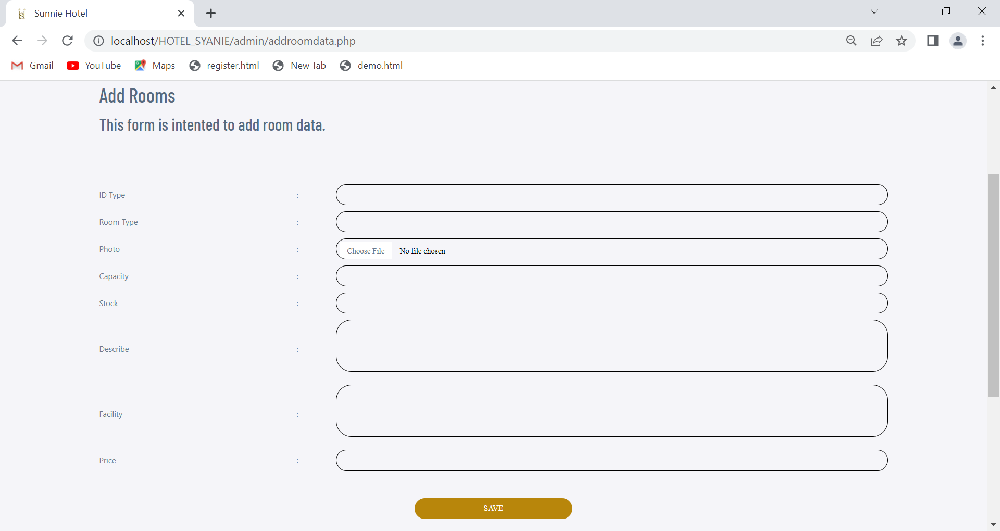 Sunnie Hotel
localhost/HOTEL_SYANIE/admin/addroomdata.php
Gmail YouTube Maps register.html New Tab demo.html
Add Rooms
This form is intented to add room data.
ID Type :
Room Type :
Photo : Choose File No file chosen
Capacity :
Stock :
Describe :
Facility :
Price :
SAVE